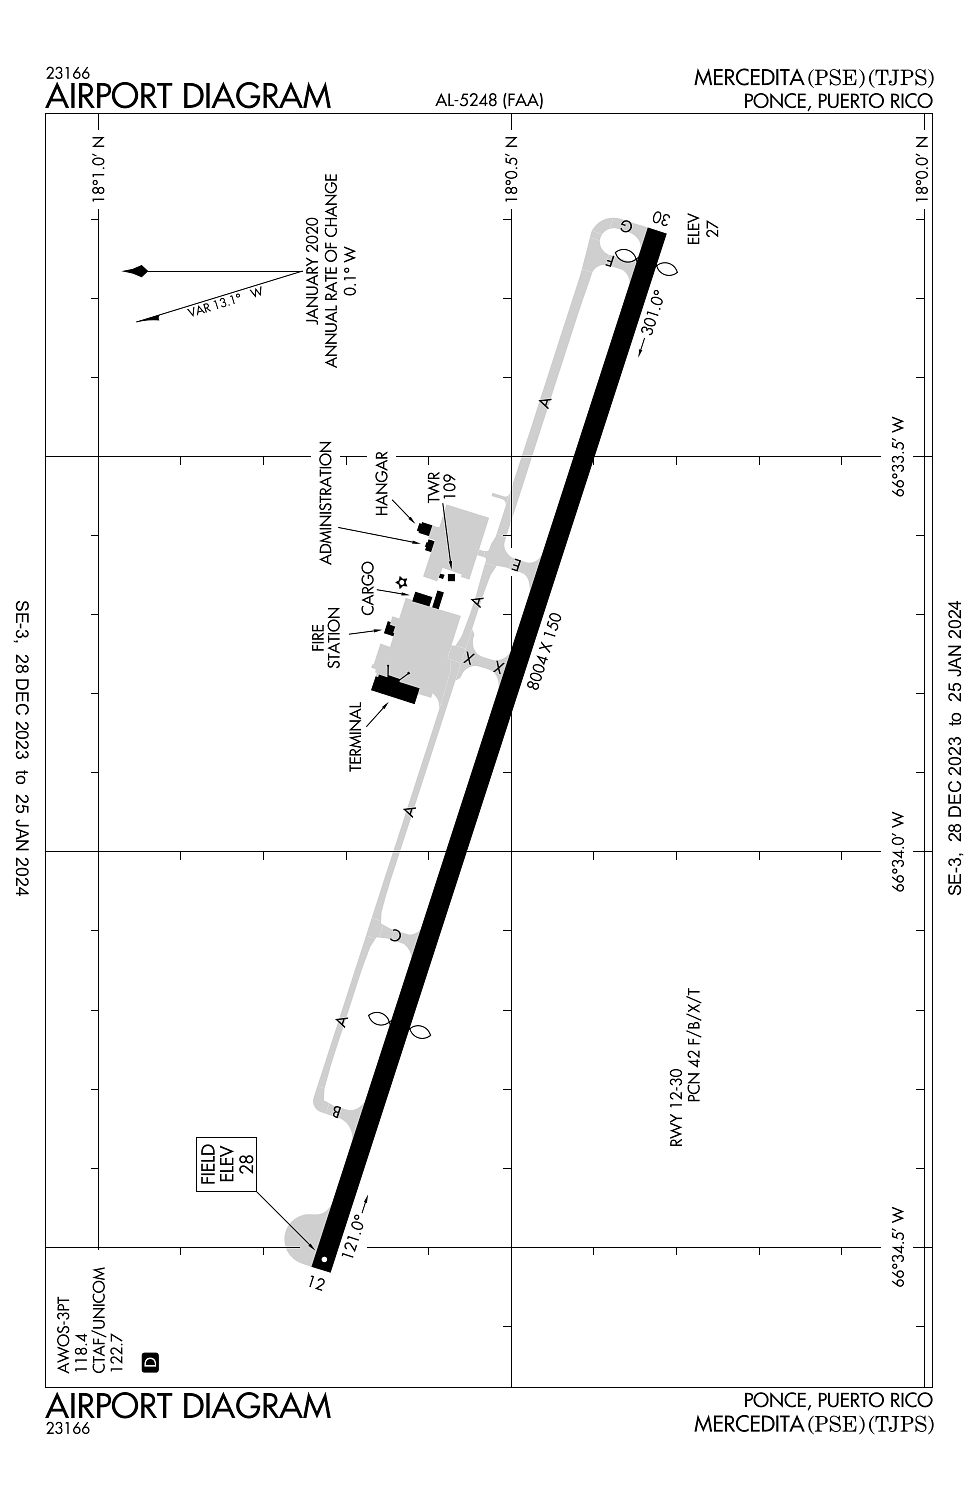 23166
AIRPORT DIAGRAM
AL-5248 (FAA)
MERCEDITA (PSE) (TJPS)
PONCE, PUERTO RICO
18°1.0' N
18°0.5' N
18°0.0' N
JANUARY 2020
ANNUAL RATE OF CHANGE
0.1° W
VAR 13.1° W
30
G
F
ELEV
27
301.0°
A
66°33.5' W
ADMINISTRATION
HANGAR
TWR
109
E
CARGO
A
FIRE
STATION
X
X
8004 X 150
TERMINAL
A
66°34.0' W
C
A
B
RWY 12-30
PCN 42 F/B/X/T
FIELD
ELEV
28
121.0°
12
66°34.5' W
AWOS-3PT
118.4
CTAF/UNICOM
122.7
D
SE-3, 28 DEC 2023 to 25 JAN 2024
SE-3, 28 DEC 2023 to 25 JAN 2024
AIRPORT DIAGRAM
23166
PONCE, PUERTO RICO
MERCEDITA (PSE) (TJPS)